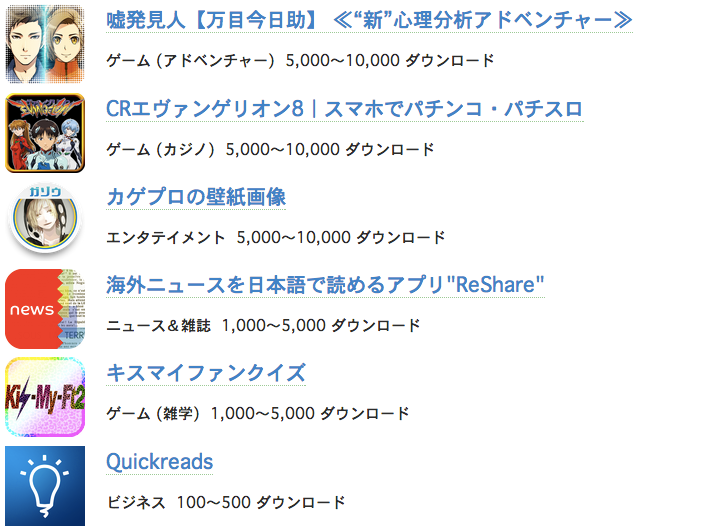 嘘発見人【万目今日助】 ≪“新”心理分析アドベンチャー≫
ゲーム (アドベンチャー) 5,000〜10,000 ダウンロード
EVANGELION
CRエヴァンゲリオン8｜スマホでパチンコ・パチスロ
ゲーム (カジノ) 5,000〜10,000 ダウンロード
ガゾウ
カゲプロの壁紙画像
エンタテイメント 5,000〜10,000 ダウンロード
news
TERR
海外ニュースを日本語で読めるアプリ"ReShare"
ニュース＆雑誌 1,000〜5,000 ダウンロード
Kis-My-Ft2
キスマイファンクイズ
ゲーム (雑学) 1,000〜5,000 ダウンロード
Quickreads
ビジネス 100〜500 ダウンロード